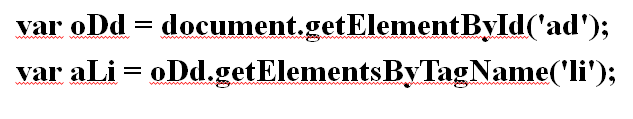 var oDd = document.getElementById('ad');
var aLi = oDd.getElementsByTagName('li');